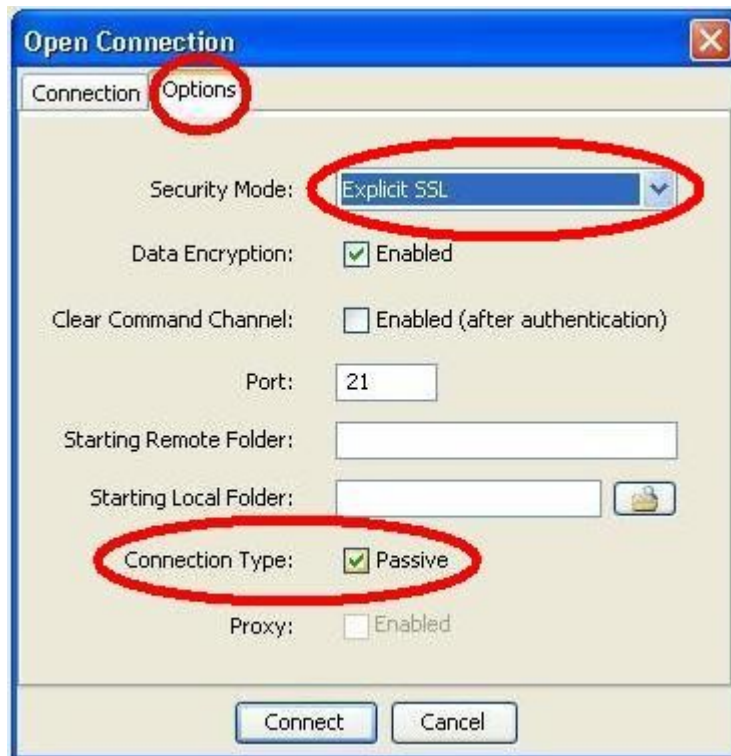 Open Connection
Connection Options
Security Mode: Explicit SSL
Data Encryption: Enabled
Clear Command Channel: Enabled (after authentication)
Port: 21
Starting Remote Folder:
Starting Local Folder:
Connection Type: Passive
Proxy: Enabled
Connect Cancel